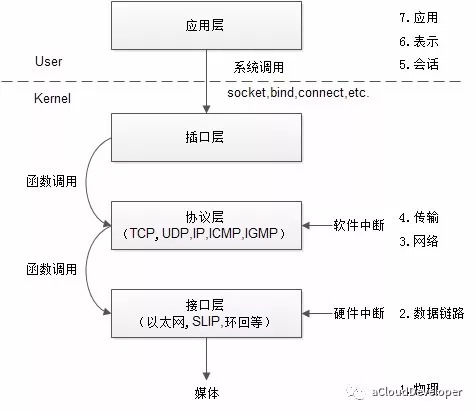 应用层
7.应用
6.表示
5.会话
User
系统调用
Kernel
socket,bind,connect,etc.
插口层
函数调用
协议层
（TCP,UDP,IP,ICMP,IGMP）
软件中断
4.传输
3.网络
函数调用
接口层
（以太网,SLIP,环回等）
硬件中断
2.数据链路
媒体
1.物理
aCloudDeveloper